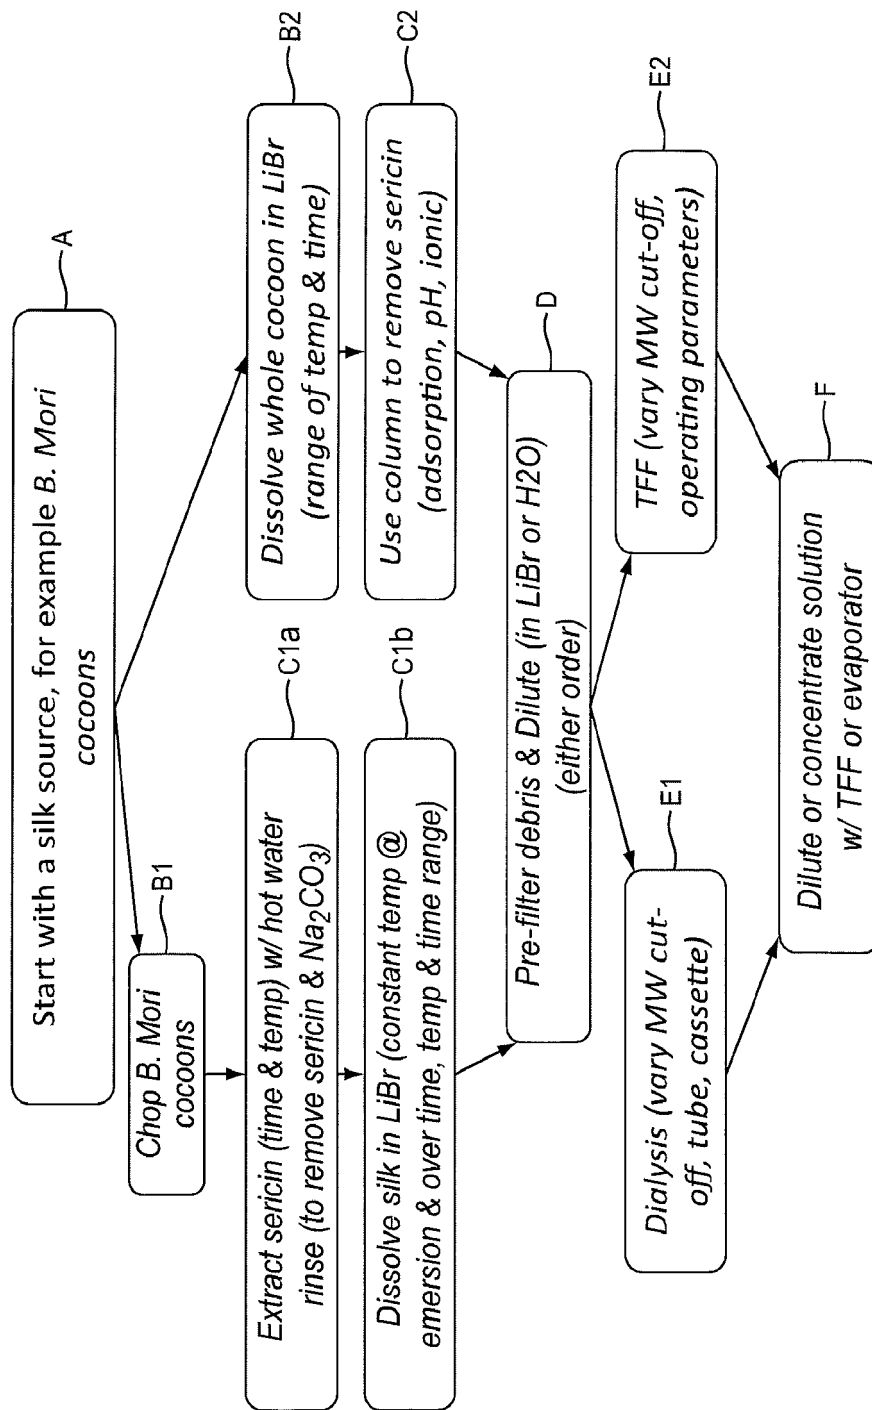 Start with a silk source, for example B. Mori
cocoons
A
Chop B. Mori
cocoons
B1
Dissolve whole cocoon in LiBr
(range of temp & time)
B2
Extract sericin (time & temp) w/ hot water
rinse (to remove sericin & Na₂CO₃)
C1a
Use column to remove sericin
(adsorption, pH, ionic)
C2
Dissolve silk in LiBr (constant temp @
emersion & over time, temp & time range)
C1b
Pre-filter debris & Dilute (in LiBr or H2O)
(either order)
D
Dialysis (vary MW cut-
off, tube, cassette)
E1
TFF (vary MW cut-off,
operating parameters)
E2
Dilute or concentrate solution
w/ TFF or evaporator
F